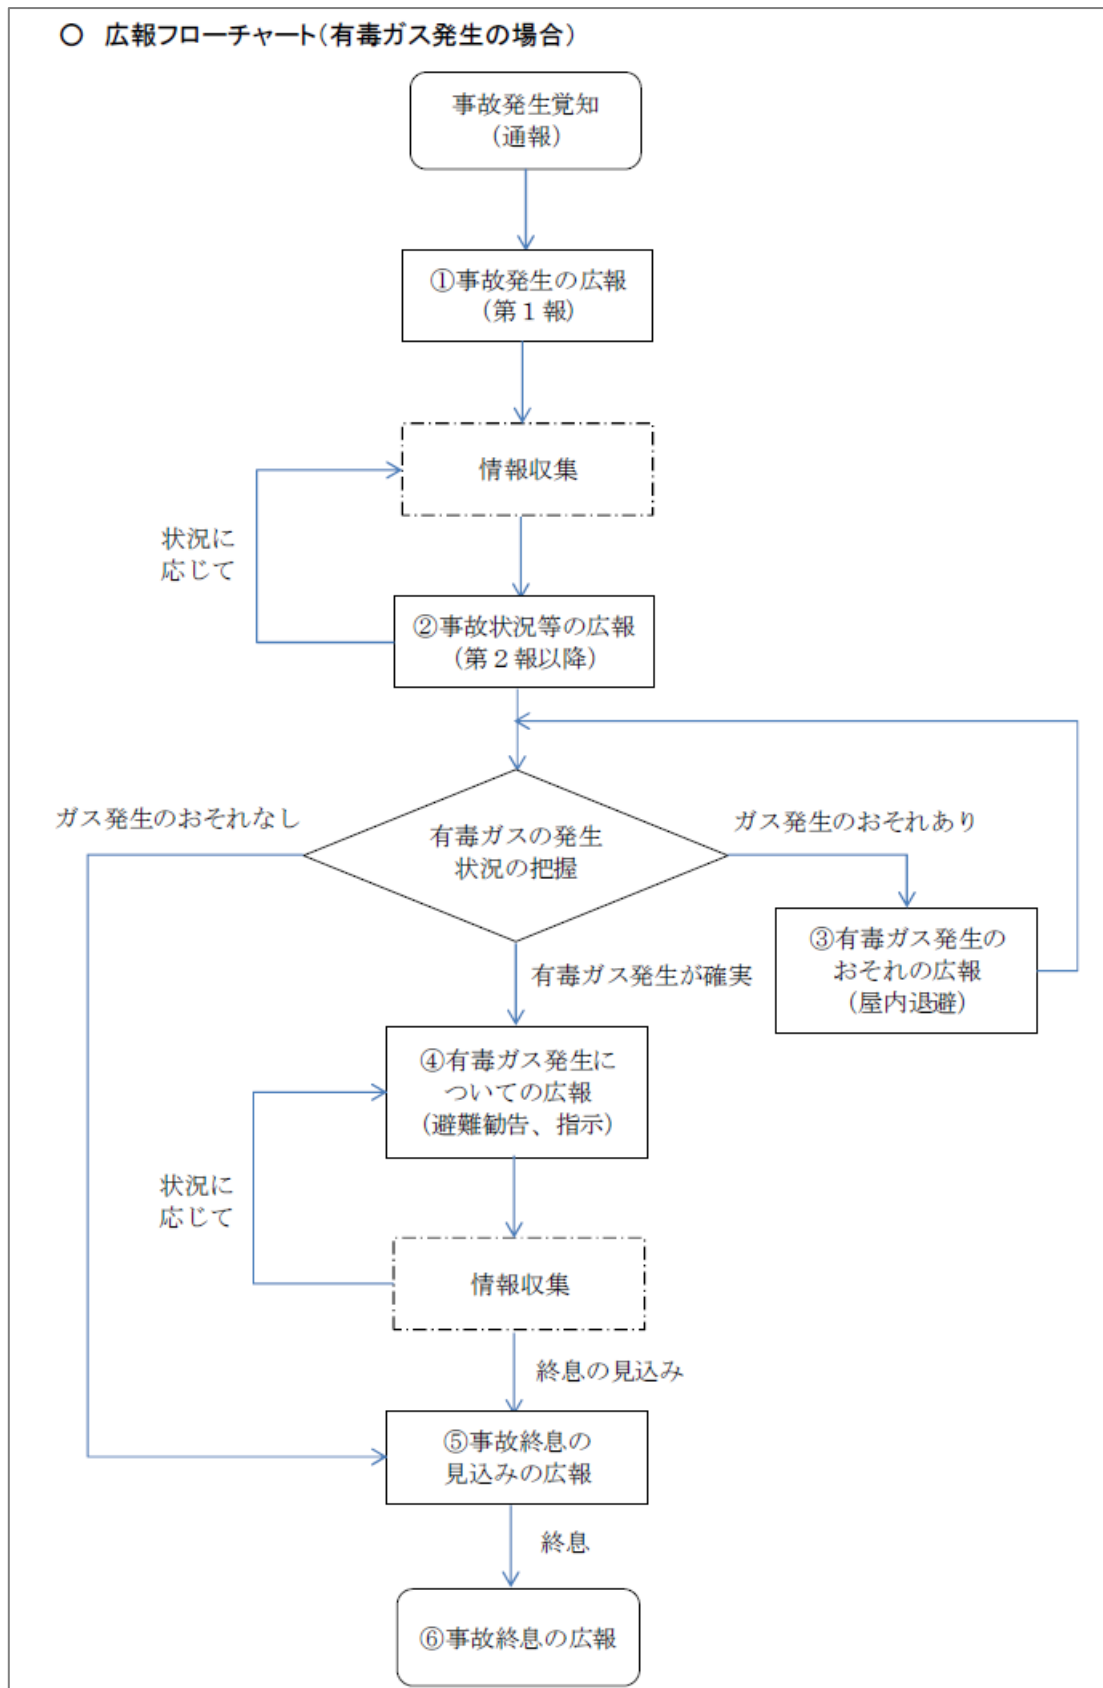 ○ 広報フローチャート(有毒ガス発生の場合)
事故発生覚知
(通報)
①事故発生の広報
(第1報)
情報収集
状況に
応じて
②事故状況等の広報
(第2報以降)
ガス発生のおそれなし
有毒ガスの発生
状況の把握
ガス発生のおそれあり
③有毒ガス発生の
おそれの広報
(屋内退避)
有毒ガス発生が確実
④有毒ガス発生に
ついての広報
(避難勧告、指示)
状況に
応じて
情報収集
終息の見込み
⑤事故終息の
見込みの広報
終息
⑥事故終息の広報